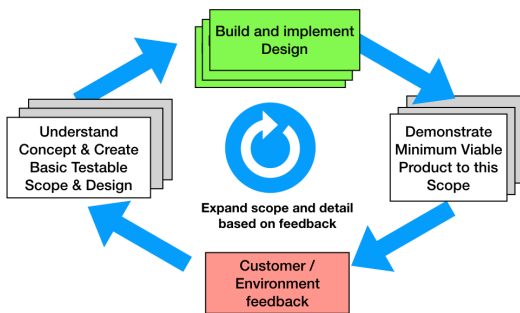 Build and implement
Design
Understand
Concept & Create
Basic Testable
Scope & Design
Demonstrate
Minimum Viable
Product to this
Scope
Expand scope and detail
based on feedback
Customer /
Environment
feedback